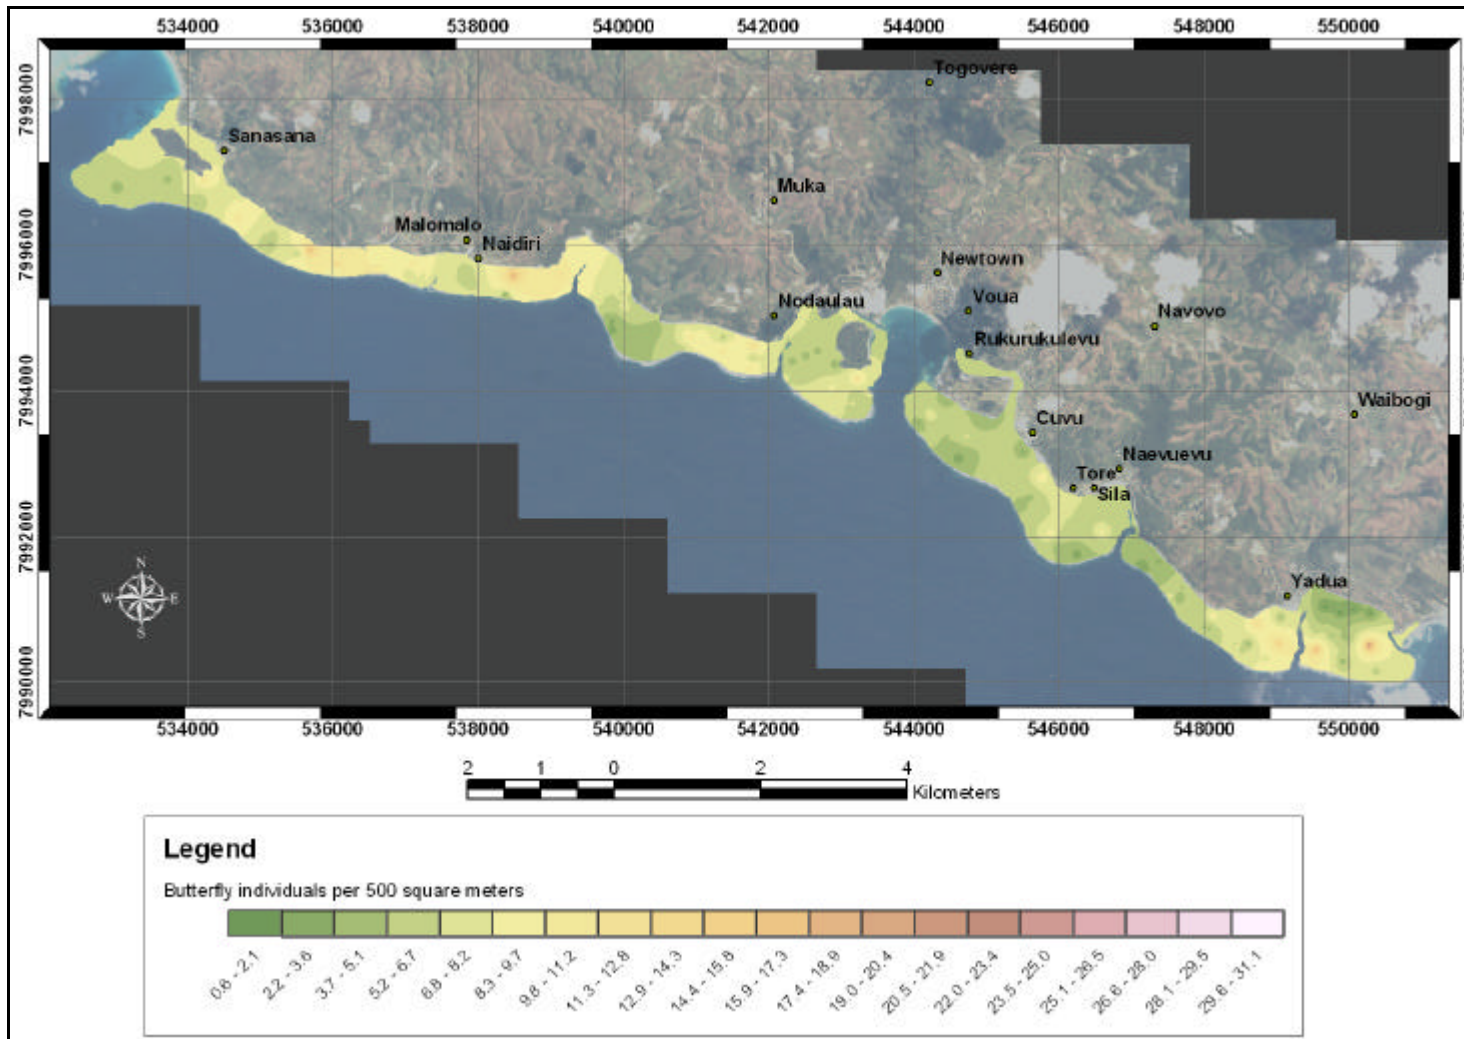 534000 536000 538000 540000 542000 544000 546000 548000 550000
7998000
7996000
7994000
7992000
7990000
Togovere
Sanasana
Muka
Malomalo
Naidiri
Newtown
Nodaulau
Voua
Navovo
Rukurukulevu
Waibogi
Cuvu
Naevuevu
Tore
Sila
Yadua
N
W E
S
534000 536000 538000 540000 542000 544000 546000 548000 550000
2 1 0 2 4
Kilometers
Legend
Butterfly individuals per 500 square meters
0.6 - 2.1
2.2 - 3.6
3.7 - 5.1
5.2 - 6.7
6.8 - 8.2
8.3 - 9.7
9.8 - 11.2
11.3 - 12.8
12.9 - 14.3
14.4 - 15.8
15.9 - 17.3
17.4 - 18.9
19.0 - 20.4
20.5 - 21.9
22.0 - 23.4
23.5 - 25.0
25.1 - 26.5
26.6 - 28.0
28.1 - 29.5
29.6 - 31.1